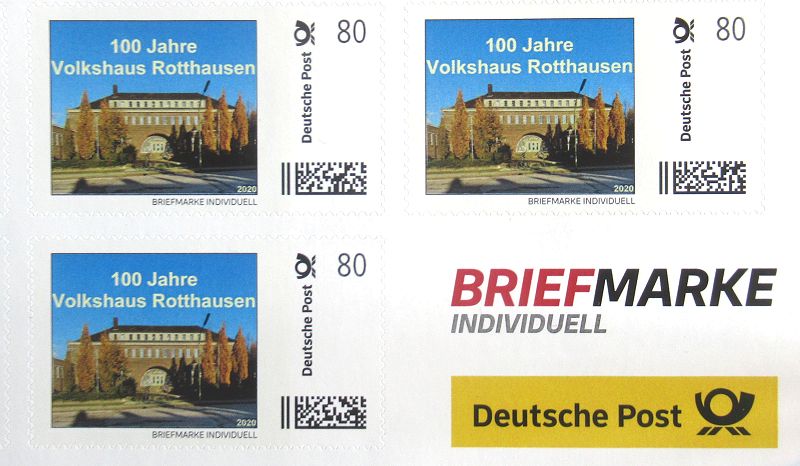 100 Jahre
Volkshaus Rotthausen
2020
BRIEFMARKE INDIVIDUELL
Deutsche Post
80
100 Jahre
Volkshaus Rotthausen
2020
BRIEFMARKE INDIVIDUELL
Deutsche Post
80
100 Jahre
Volkshaus Rotthausen
2020
BRIEFMARKE INDIVIDUELL
Deutsche Post
80
BRIEFMARKE
INDIVIDUELL
Deutsche Post